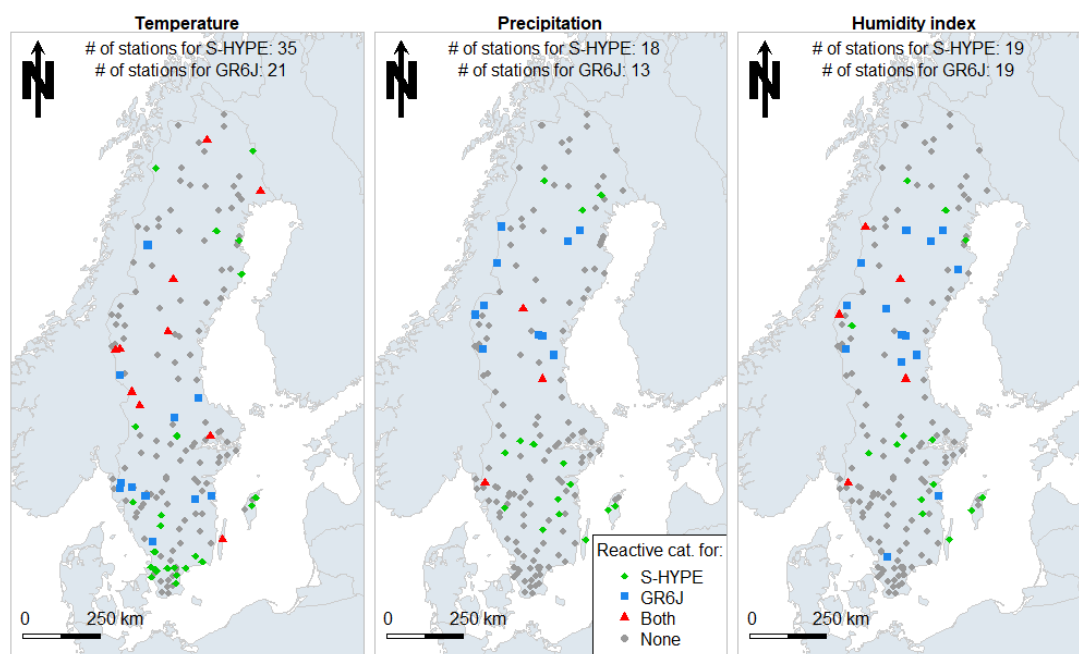 Temperature
# of stations for S-HYPE: 35
# of stations for GR6J: 21
N
0 250 km
Precipitation
# of stations for S-HYPE: 18
# of stations for GR6J: 13
N
0 250 km
Reactive cat. for:
S-HYPE
GR6J
Both
None
Humidity index
# of stations for S-HYPE: 19
# of stations for GR6J: 19
N
0 250 km